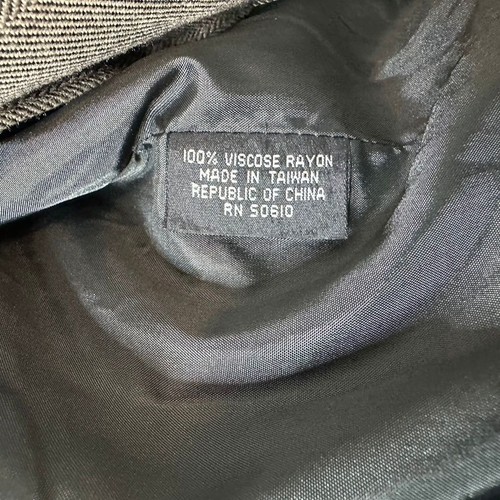 100% VISCOSE RAYON
MADE IN TAIWAN
REPUBLIC OF CHINA
RN 50610